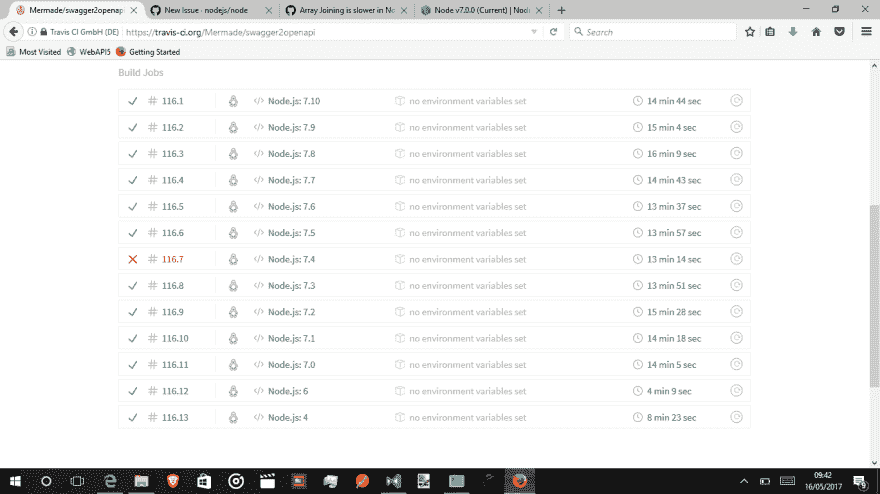 Mermade/swagger2openapi
New Issue · nodejs/node
Array Joining is slower in No
Node v7.0.0 (Current) | Nod
Travis CI GmbH (DE)
https://travis-ci.org/Mermade/swagger2openapi
Search
Most Visited
WebAPI5
Getting Started
Build Jobs
# 116.1 </> Node.js: 7.10 no environment variables set 14 min 44 sec
# 116.2 </> Node.js: 7.9 no environment variables set 15 min 4 sec
# 116.3 </> Node.js: 7.8 no environment variables set 16 min 9 sec
# 116.4 </> Node.js: 7.7 no environment variables set 14 min 43 sec
# 116.5 </> Node.js: 7.6 no environment variables set 13 min 37 sec
# 116.6 </> Node.js: 7.5 no environment variables set 13 min 57 sec
# 116.7 </> Node.js: 7.4 no environment variables set 13 min 14 sec
# 116.8 </> Node.js: 7.3 no environment variables set 13 min 51 sec
# 116.9 </> Node.js: 7.2 no environment variables set 15 min 28 sec
# 116.10 </> Node.js: 7.1 no environment variables set 14 min 18 sec
# 116.11 </> Node.js: 7.0 no environment variables set 14 min 5 sec
# 116.12 </> Node.js: 6 no environment variables set 4 min 9 sec
# 116.13 </> Node.js: 4 no environment variables set 8 min 23 sec
09:42
16/05/2017